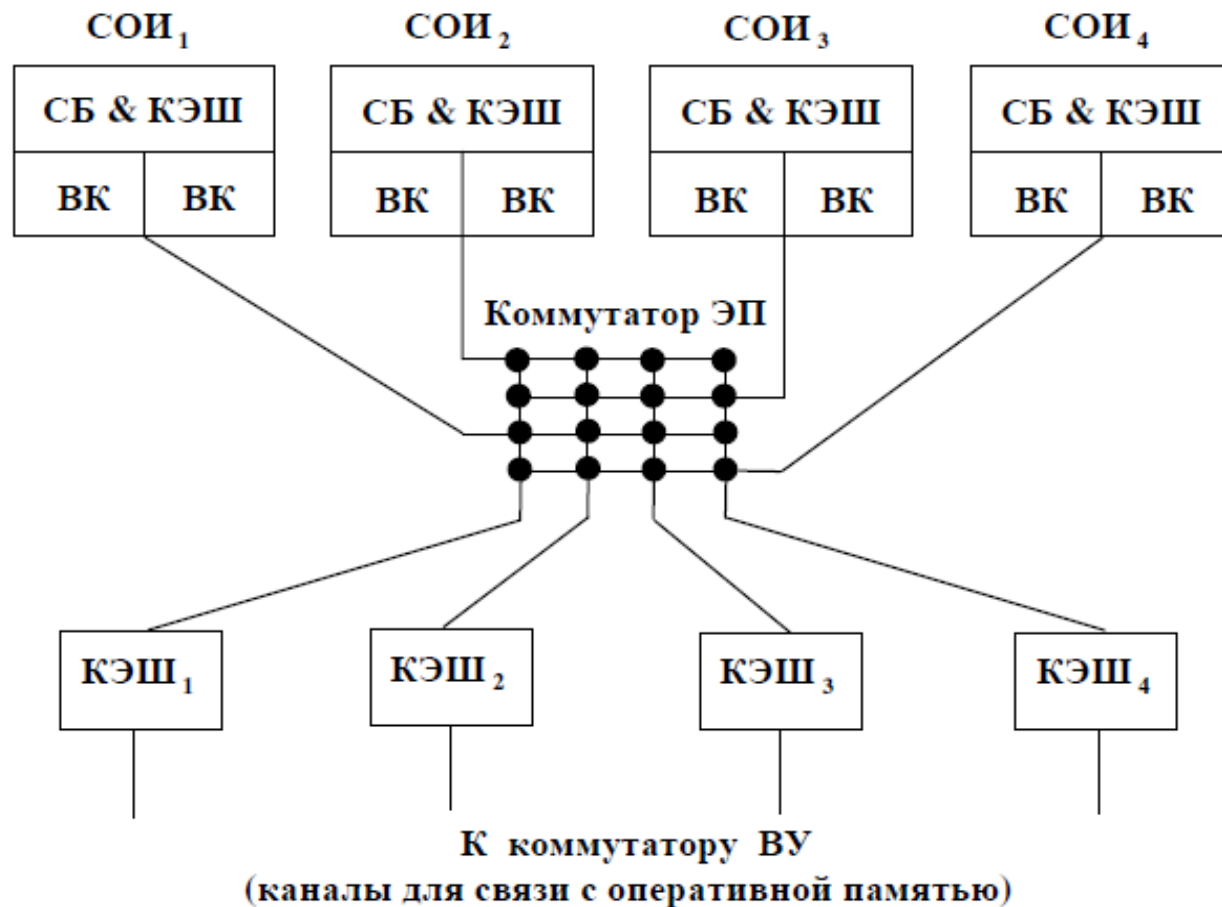 СОИ₁ СОИ₂ СОИ₃ СОИ₄
СБ & КЭШ СБ & КЭШ СБ & КЭШ СБ & КЭШ
ВК ВК ВК ВК ВК ВК ВК ВК
Коммутатор ЭП
КЭШ₁ КЭШ₂ КЭШ₃ КЭШ₄
К коммутатору ВУ
(каналы для связи с оперативной памятью)